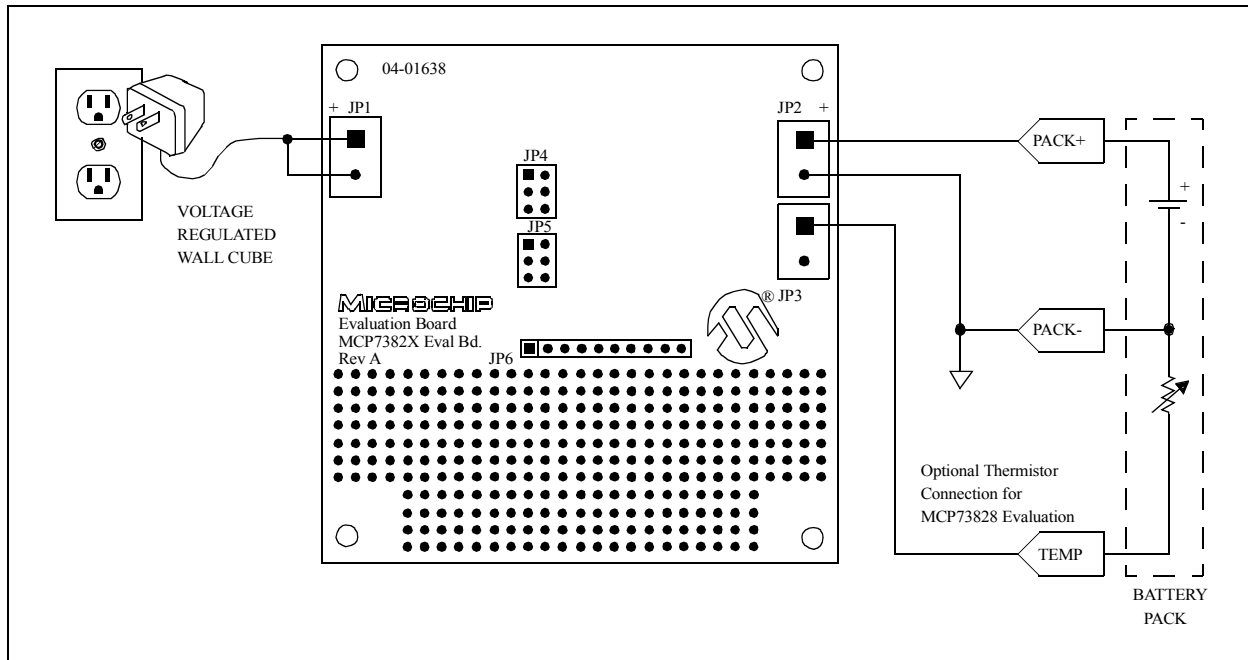 04-01638
+ JP1
JP2 +
JP4
JP5
® JP3
VOLTAGE
REGULATED
WALL CUBE
MICROCHIP
Evaluation Board
MCP7382X Eval Bd.
Rev A
JP6
PACK+
+
-
PACK-
Optional Thermistor
Connection for
MCP73828 Evaluation
TEMP
BATTERY
PACK